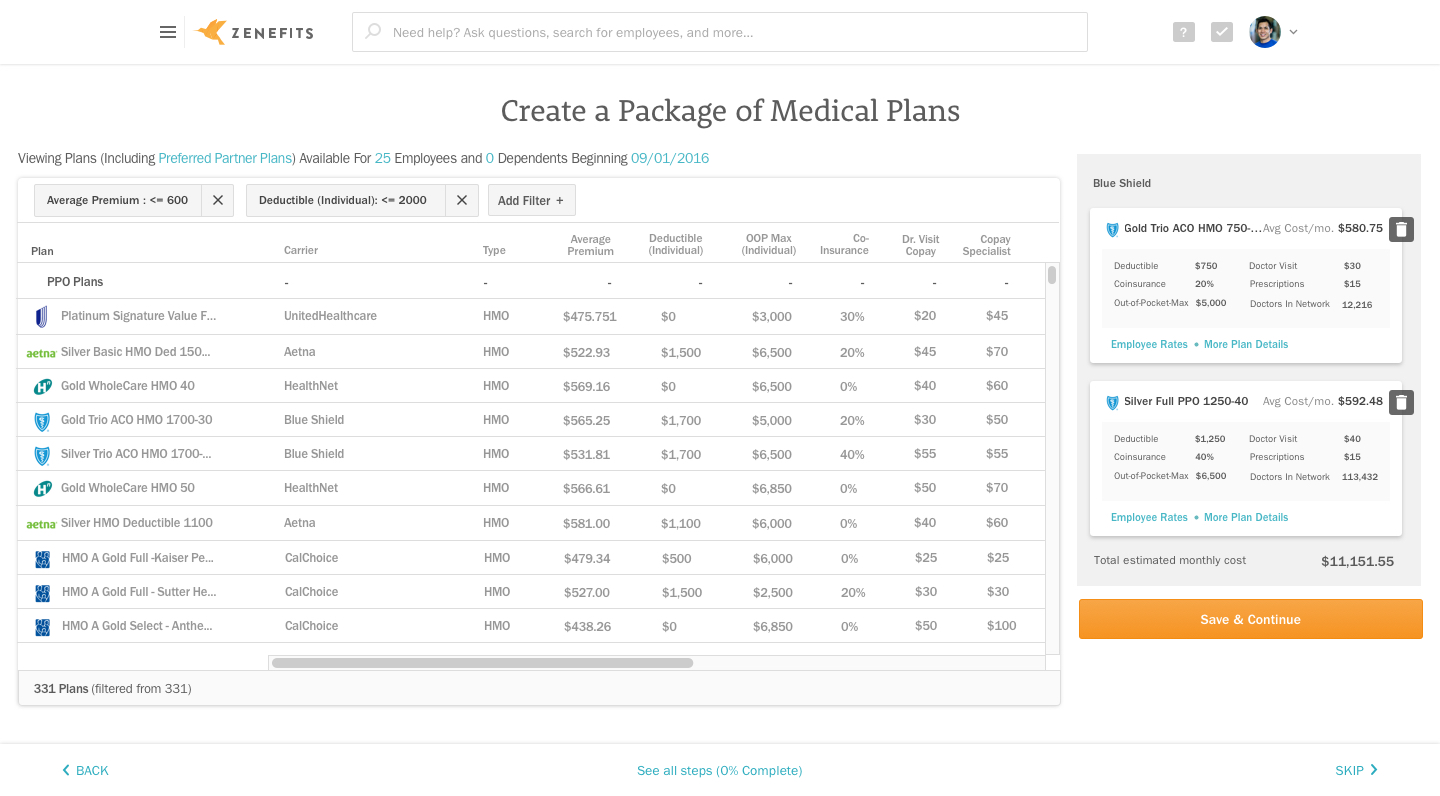 ZENEFITS
Need help? Ask questions, search for employees, and more...
?
Create a Package of Medical Plans
Viewing Plans (Including Preferred Partner Plans) Available For 25 Employees and 0 Dependents Beginning 09/01/2016
Average Premium : <= 600
Deductible (Individual): <= 2000
Add Filter +
Plan Carrier Type Average Premium Deductible (Individual) OOP Max (Individual) Co-Insurance Dr. Visit Copay Copay Specialist
PPO Plans - - - - - - - -
Platinum Signature Value F... UnitedHealthcare HMO $475.751 $0 $3,000 30% $20 $45
aetna Silver Basic HMO Ded 150... Aetna HMO $522.93 $1,500 $6,500 20% $45 $70
Gold WholeCare HMO 40 HealthNet HMO $569.16 $0 $6,500 0% $40 $60
Gold Trio ACO HMO 1700-30 Blue Shield HMO $565.25 $1,700 $5,000 20% $30 $50
Silver Trio ACO HMO 1700-... Blue Shield HMO $531.81 $1,700 $6,500 40% $55 $55
Gold WholeCare HMO 50 HealthNet HMO $566.61 $0 $6,850 0% $50 $70
aetna Silver HMO Deductible 1100 Aetna HMO $581.00 $1,100 $6,000 0% $40 $60
HMO A Gold Full -Kaiser Pe... CalChoice HMO $479.34 $500 $6,000 0% $25 $25
HMO A Gold Full - Sutter He... CalChoice HMO $527.00 $1,500 $2,500 20% $30 $30
HMO A Gold Select - Anthe... CalChoice HMO $438.26 $0 $6,850 0% $50 $100
331 Plans (filtered from 331)
Blue Shield
Gold Trio ACO HMO 750-... Avg Cost/mo. $580.75
Deductible $750 Doctor Visit $30
Coinsurance 20% Prescriptions $15
Out-of-Pocket-Max $5,000 Doctors In Network 12,216
Employee Rates • More Plan Details
Silver Full PPO 1250-40 Avg Cost/mo. $592.48
Deductible $1,250 Doctor Visit $40
Coinsurance 40% Prescriptions $15
Out-of-Pocket-Max $6,500 Doctors In Network 113,432
Employee Rates • More Plan Details
Total estimated monthly cost $11,151.55
Save & Continue
BACK
See all steps (0% Complete)
SKIP